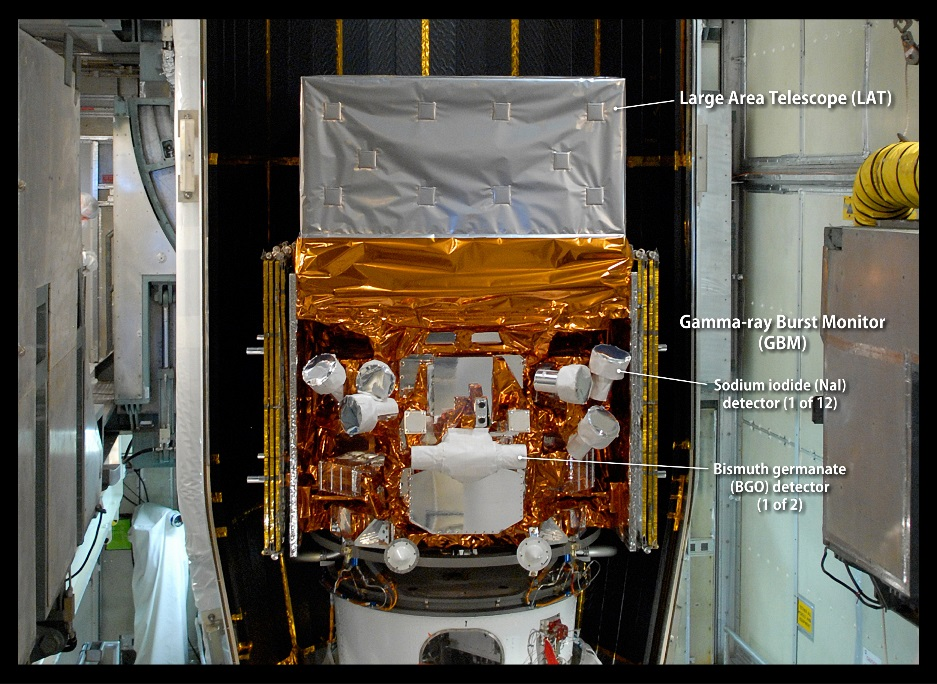 Large Area Telescope (LAT)
Gamma-ray Burst Monitor
(GBM)
Sodium iodide (NaI)
detector (1 of 12)
Bismuth germanate
(BGO) detector
(1 of 2)